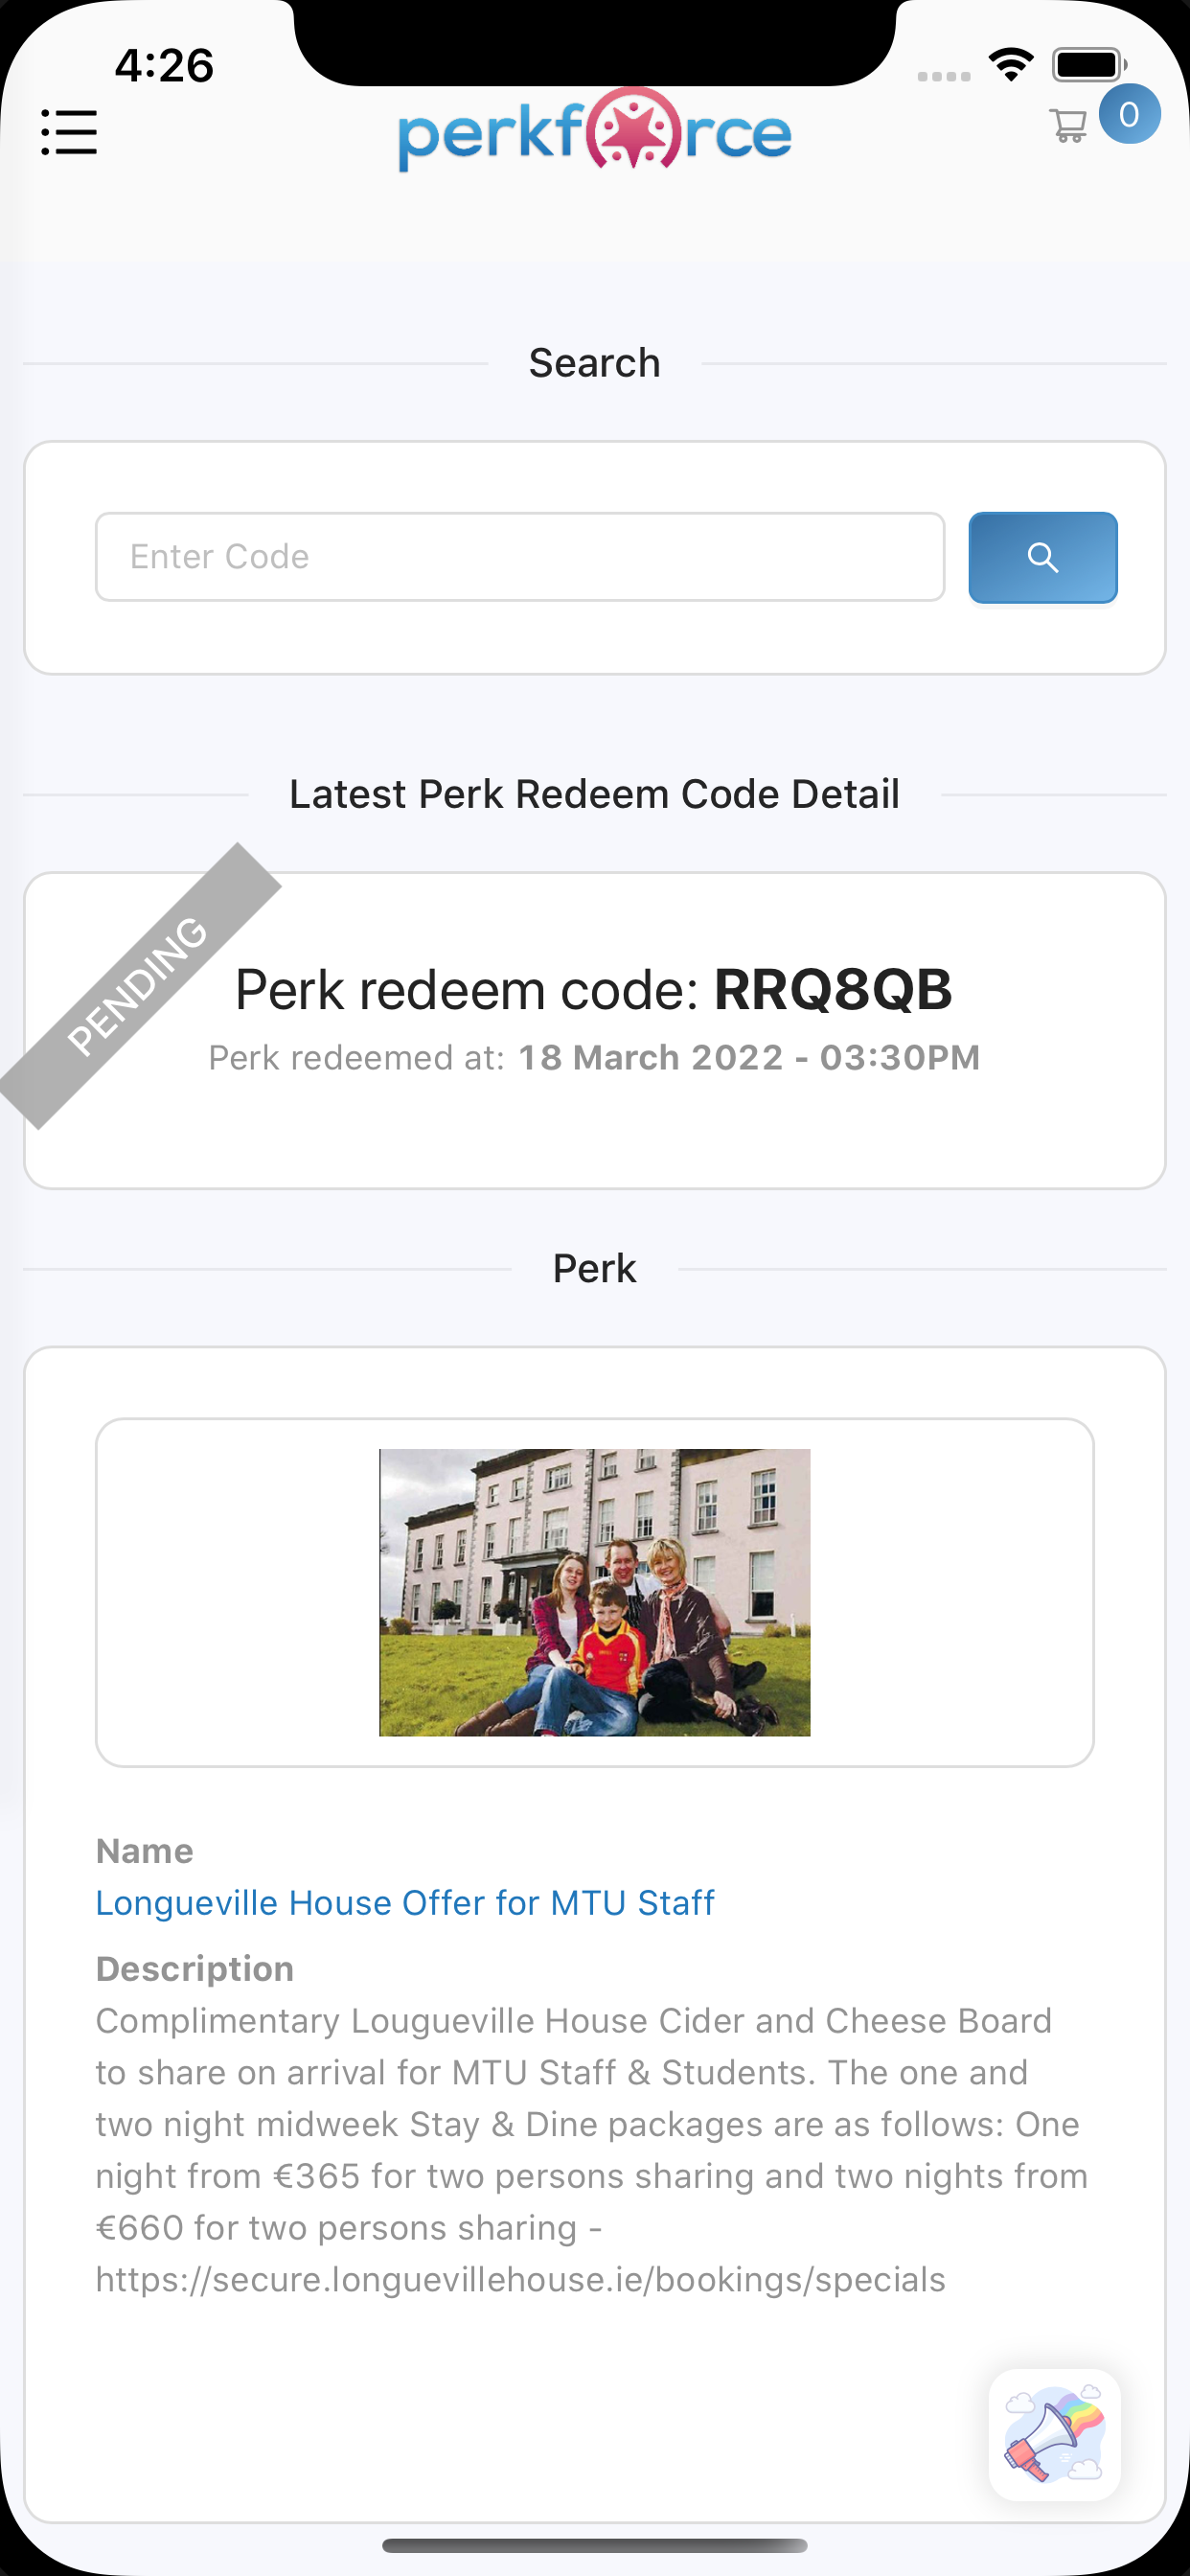 4:26
perkforce
0
Search
Enter Code
Latest Perk Redeem Code Detail
PENDING
Perk redeem code: RRQ8QB
Perk redeemed at: 18 March 2022 - 03:30PM
Perk
Name
Longueville House Offer for MTU Staff
Description
Complimentary Lougueville House Cider and Cheese Board
to share on arrival for MTU Staff & Students. The one and
two night midweek Stay & Dine packages are as follows: One
night from €365 for two persons sharing and two nights from
€660 for two persons sharing -
https://secure.longuevillehouse.ie/bookings/specials